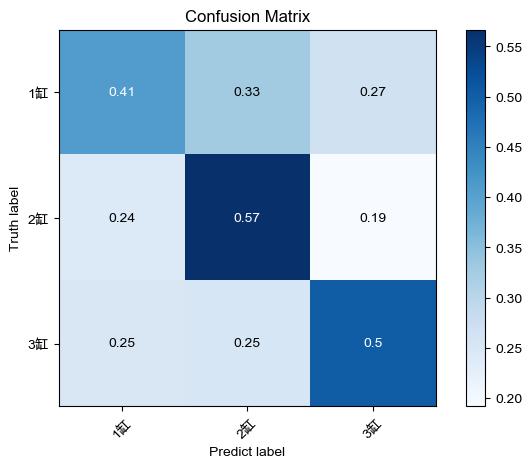 Confusion Matrix
1缸
0.41
0.33
0.27
2缸
0.24
0.57
0.19
3缸
0.25
0.25
0.5
Truth label
1缸
2缸
3缸
Predict label
0.55
0.50
0.45
0.40
0.35
0.30
0.25
0.20